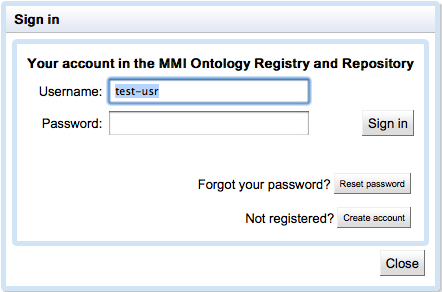 Sign in
Your account in the MMI Ontology Registry and Repository
Username: test-usr
Password:
Sign in
Forgot your password? Reset password
Not registered? Create account
Close